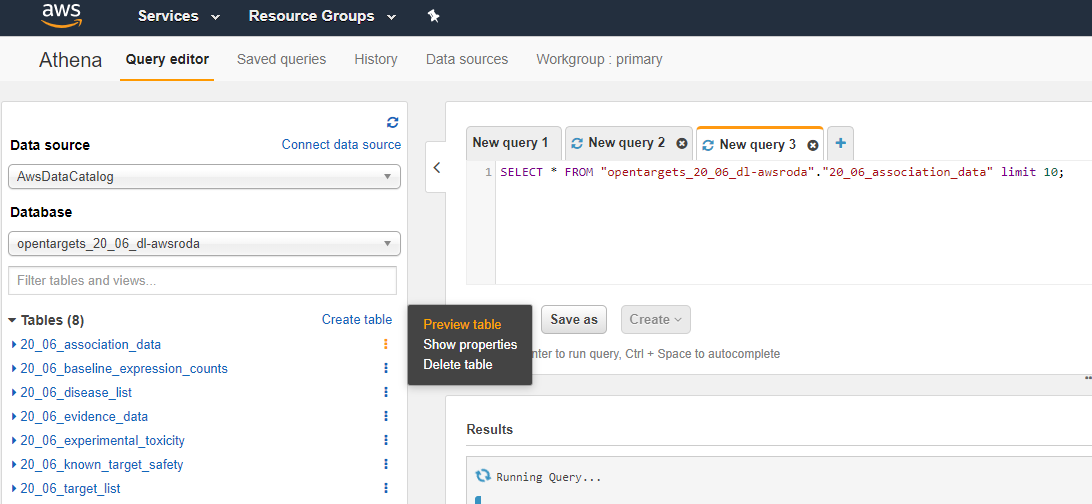 aws
Services
Resource Groups
Athena
Query editor
Saved queries
History
Data sources
Workgroup : primary
Data source
Connect data source
AwsDataCatalog
Database
opentargets_20_06_dl-awsroda
Filter tables and views...
Tables (8)
Create table
20_06_association_data
20_06_baseline_expression_counts
20_06_disease_list
20_06_evidence_data
20_06_experimental_toxicity
20_06_known_target_safety
20_06_target_list
Preview table
Show properties
Delete table
New query 1
New query 2
New query 3
+
1 SELECT * FROM "opentargets_20_06_dl-awsroda"."20_06_association_data" limit 10;
Save as
Create
nter to run query, Ctrl + Space to autocomplete
Results
Running Query...